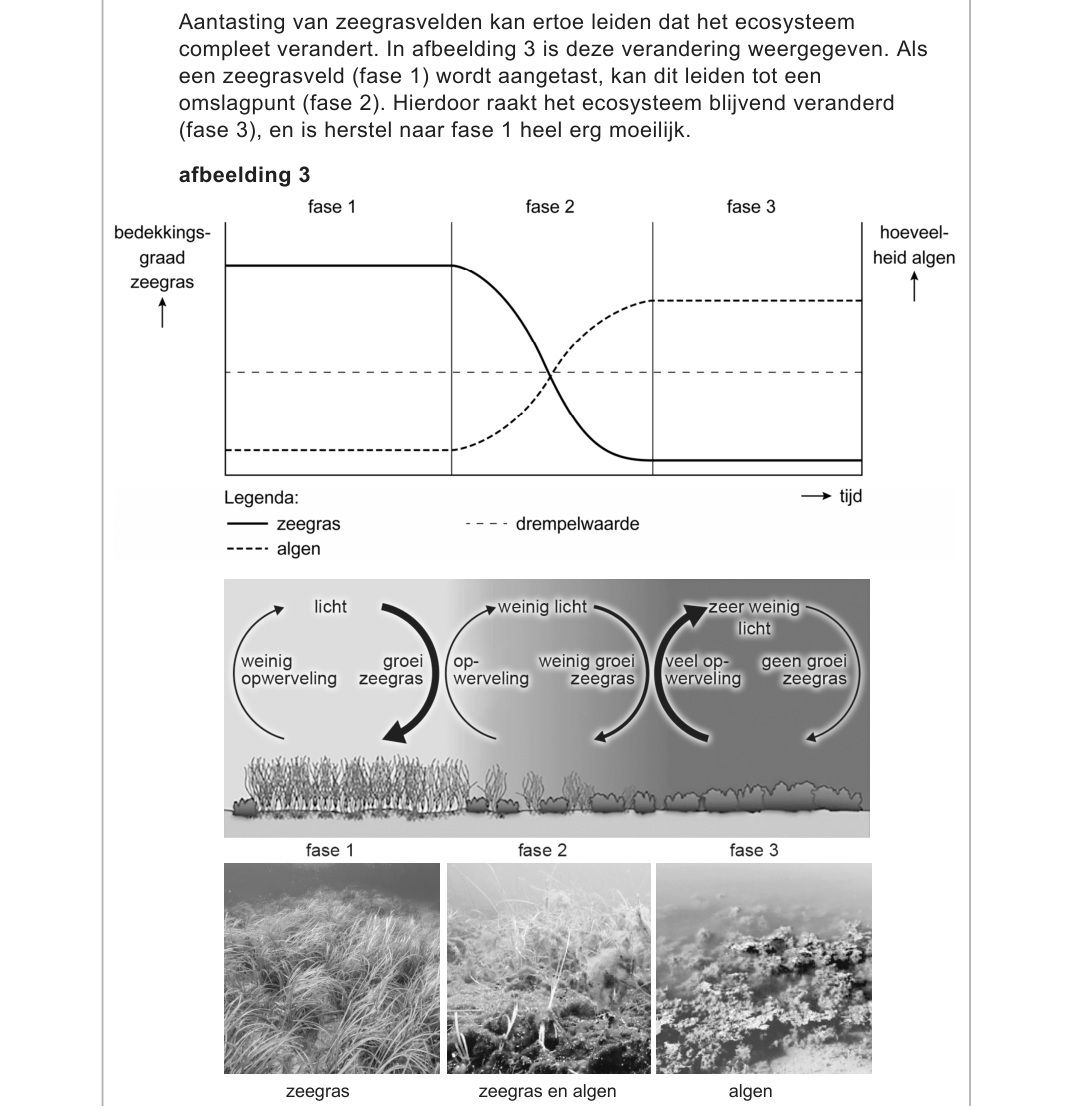 Aantasting van zeegrasvelden kan ertoe leiden dat het ecosysteem
compleet verandert. In afbeelding 3 is deze verandering weergegeven. Als
een zeegrasveld (fase 1) wordt aangetast, kan dit leiden tot een
omslagpunt (fase 2). Hierdoor raakt het ecosysteem blijvend veranderd
(fase 3), en is herstel naar fase 1 heel erg moeilijk.
afbeelding 3
fase 1 fase 2 fase 3
bedekkings-
graad
zeegras
hoeveel-
heid algen
tijd
Legenda:
zeegras
algen
drempelwaarde
licht
weinig
opwerveling
groei
zeegras
weinig licht
op-
werveling
weinig groei
zeegras
zeer weinig
licht
veel op-
werveling
geen groei
zeegras
fase 1 fase 2 fase 3
zeegras zeegras en algen algen